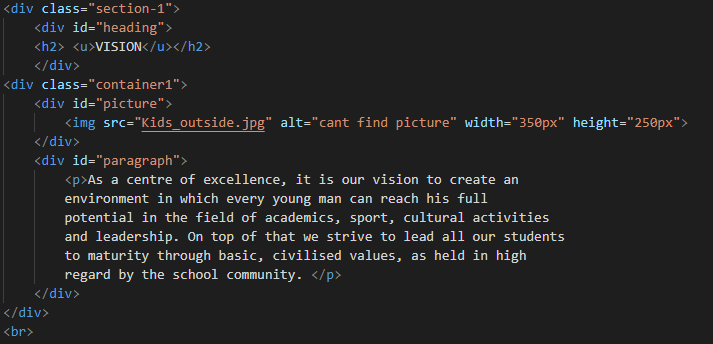 <div class="section-1">
    <div id="heading">
    <h2> <u>VISION</u></h2>
    </div>
<div class="container1">
    <div id="picture">
        <img src="Kids_outside.jpg" alt="cant find picture" width="350px" height="250px">
    </div>
    <div id="paragraph">
        <p>As a centre of excellence, it is our vision to create an
        environment in which every young man can reach his full
        potential in the field of academics, sport, cultural activities
        and leadership. On top of that we strive to lead all our students
        to maturity through basic, civilised values, as held in high
        regard by the school community. </p>
    </div>
</div>
<br>